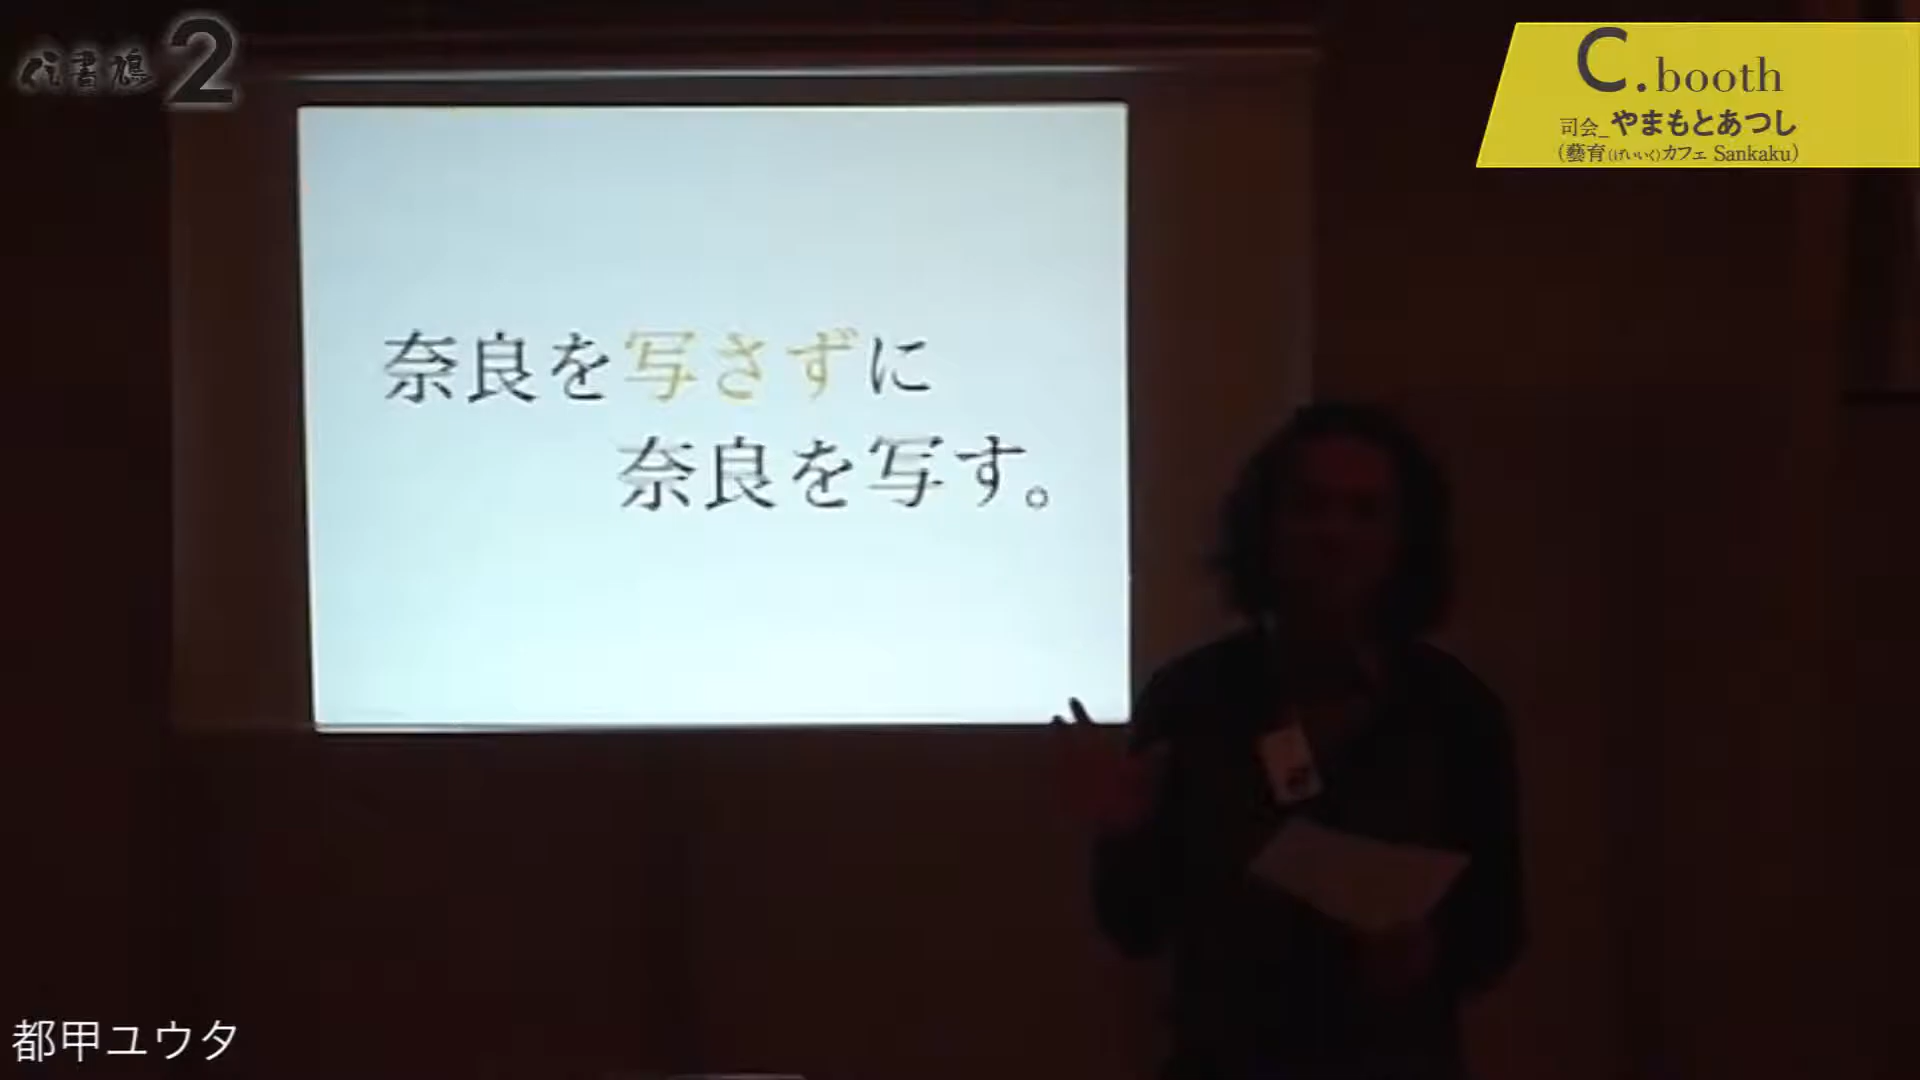 2
C.booth
司会_やまもとあつし
(藝育(げいいく)カフェ Sankaku)
奈良を写さずに
奈良を写す。
都甲ユウタ